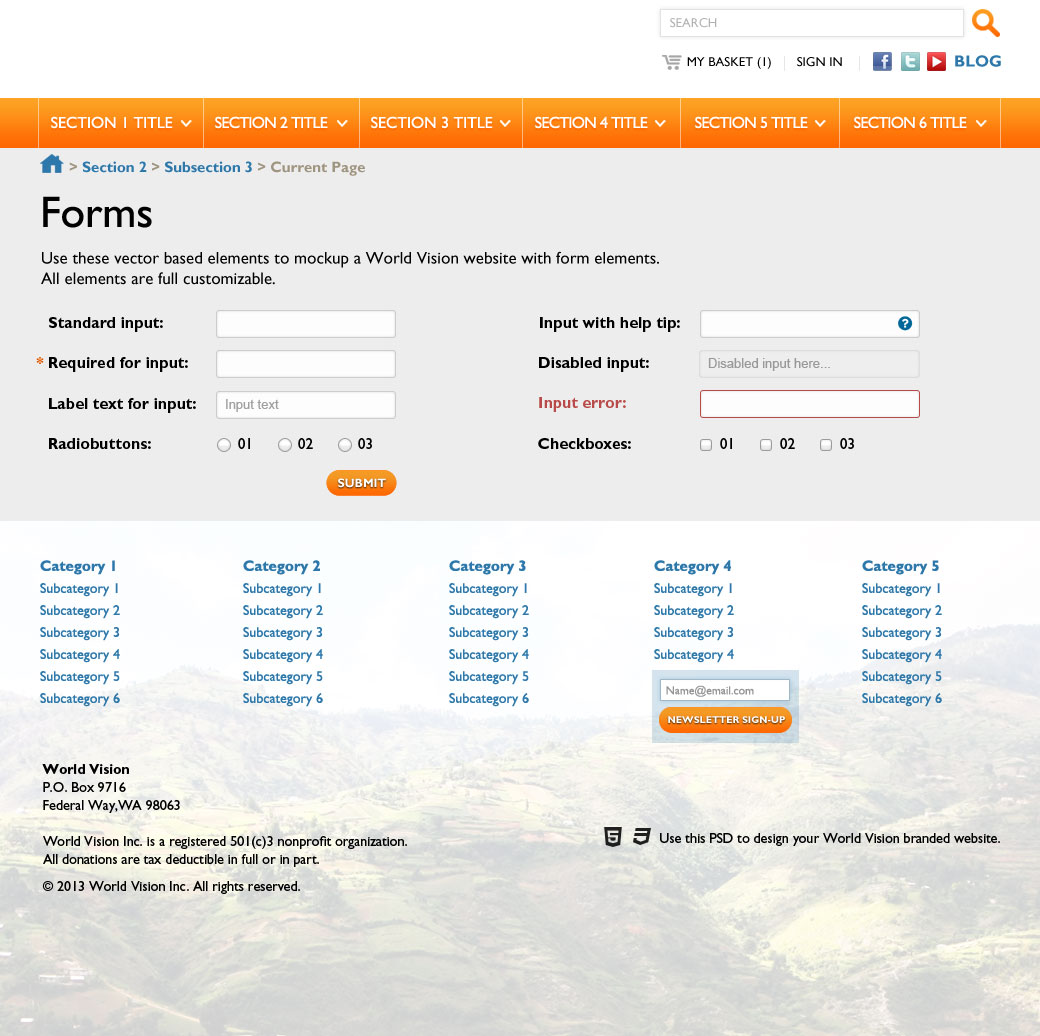 SEARCH
MY BASKET (1) SIGN IN BLOG
SECTION 1 TITLE SECTION 2 TITLE SECTION 3 TITLE SECTION 4 TITLE SECTION 5 TITLE SECTION 6 TITLE
> Section 2 > Subsection 3 > Current Page
Forms
Use these vector based elements to mockup a World Vision website with form elements.
All elements are full customizable.
Standard input:
* Required for input:
Label text for input: Input text
Radiobuttons: 01 02 03
SUBMIT
Input with help tip: ?
Disabled input: Disabled input here...
Input error:
Checkboxes: 01 02 03
Category 1
Subcategory 1
Subcategory 2
Subcategory 3
Subcategory 4
Subcategory 5
Subcategory 6
Category 2
Subcategory 1
Subcategory 2
Subcategory 3
Subcategory 4
Subcategory 5
Subcategory 6
Category 3
Subcategory 1
Subcategory 2
Subcategory 3
Subcategory 4
Subcategory 5
Subcategory 6
Category 4
Subcategory 1
Subcategory 2
Subcategory 3
Subcategory 4
Name@email.com
NEWSLETTER SIGN-UP
Category 5
Subcategory 1
Subcategory 2
Subcategory 3
Subcategory 4
Subcategory 5
Subcategory 6
World Vision
P.O. Box 9716
Federal Way,WA 98063
World Vision Inc. is a registered 501(c)3 nonprofit organization.
All donations are tax deductible in full or in part.
© 2013 World Vision Inc. All rights reserved.
Use this PSD to design your World Vision branded website.